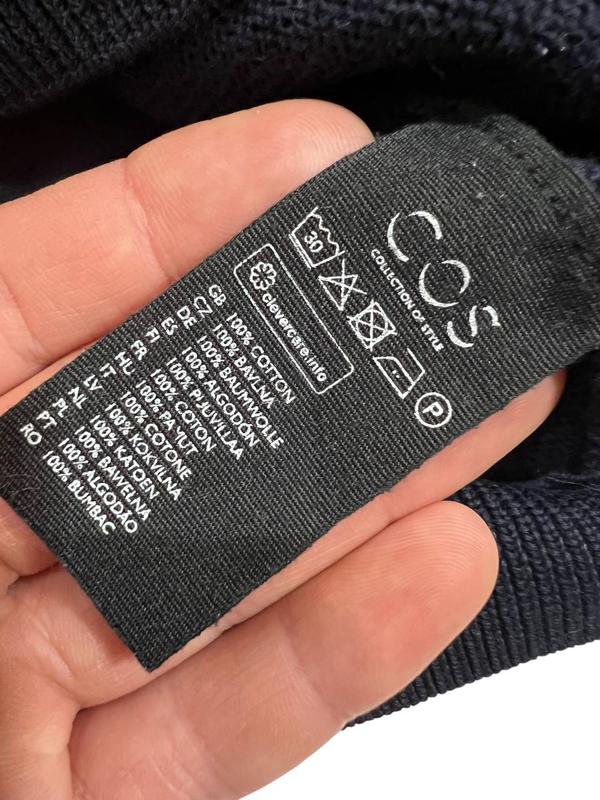 COS
COLLECTION OF STYLE
30
P
clevercare.info
GB 100% COTTON
CZ 100% BAVLNA
DE 100% BAUMWOLLE
ES 100% ALGODÓN
FI 100% PUUVILLAA
FR 100% COTON
HU 100% PAMUT
IT 100% COTONE
LV 100% KOKVILNA
NL 100% KATOEN
PL 100% BAWEŁNA
PT 100% ALGODÃO
RO 100% BUMBAC